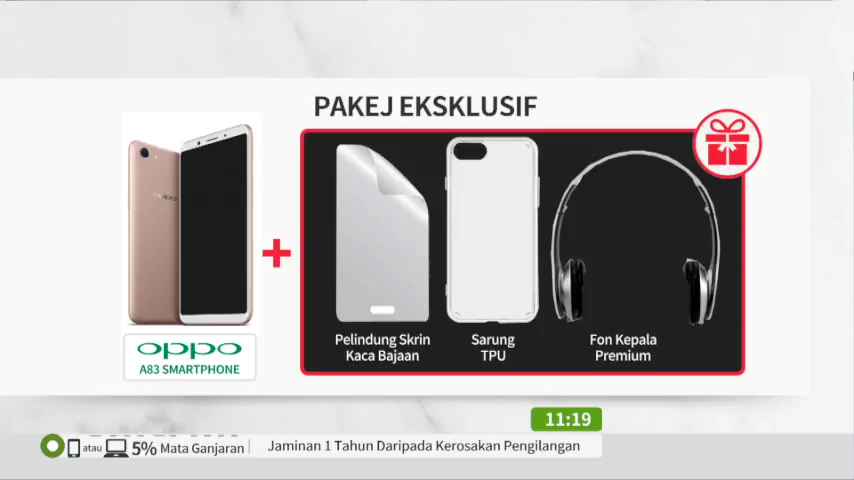 PAKEJ EKSKLUSIF
OPPO
Pelindung Skrin
Kaca Bajaan
Sarung
TPU
Fon Kepala
Premium
oppo
A83 SMARTPHONE
11:19
atau 5% Mata Ganjaran
Jaminan 1 Tahun Daripada Kerosakan Pengilangan